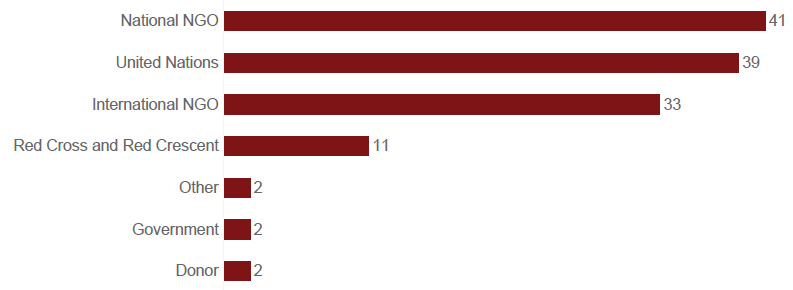 National NGO 41
United Nations 39
International NGO 33
Red Cross and Red Crescent 11
Other 2
Government 2
Donor 2